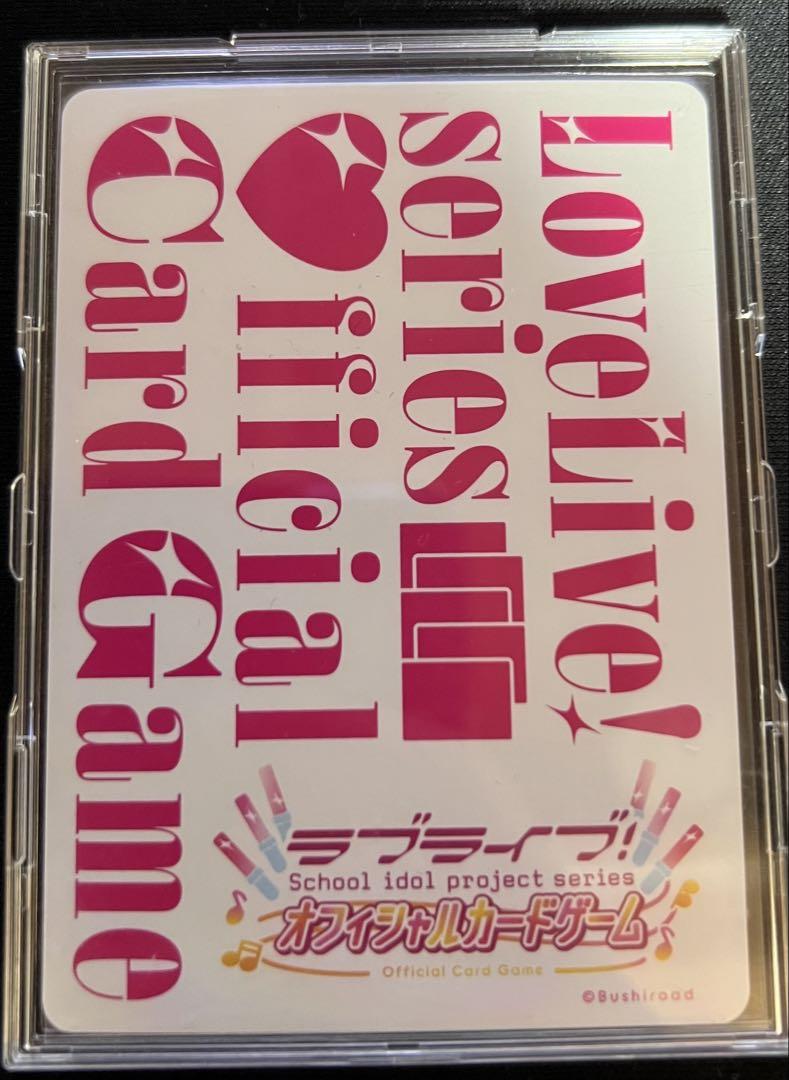 LoveLive!
series
Official
Card Game
ラブライブ!
School idol project series
オフィシャルカードゲーム
Official Card Game
©Bushiroad